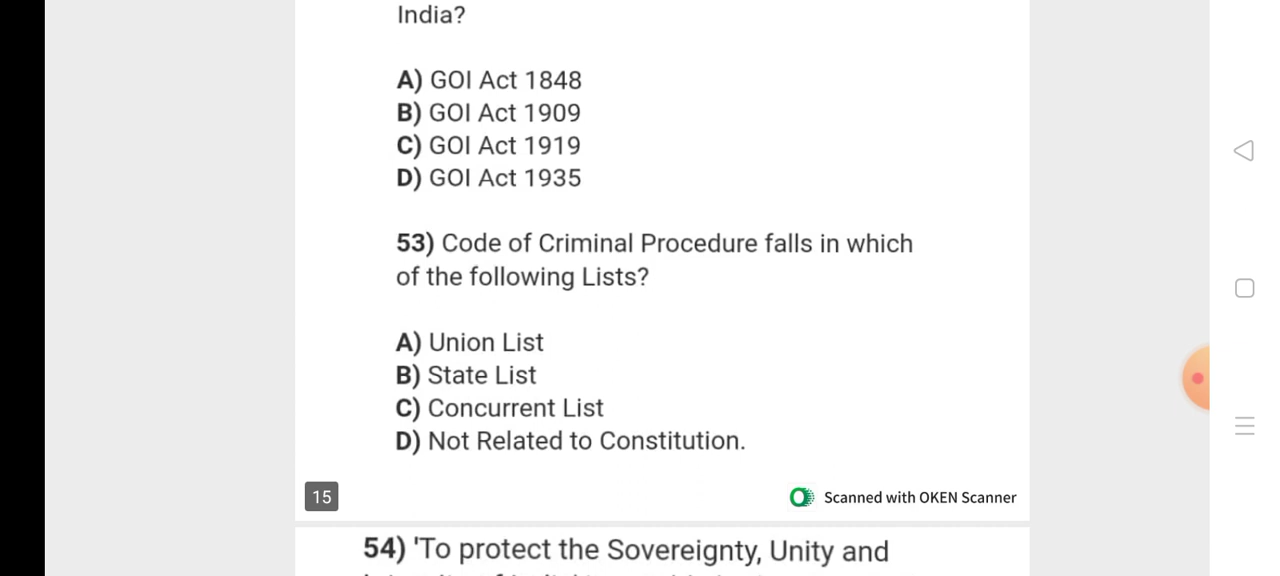 India?
A) GOI Act 1848
B) GOI Act 1909
C) GOI Act 1919
D) GOI Act 1935
53) Code of Criminal Procedure falls in which
of the following Lists?
A) Union List
B) State List
C) Concurrent List
D) Not Related to Constitution.
15
Scanned with OKEN Scanner
54) 'To protect the Sovereignty, Unity and